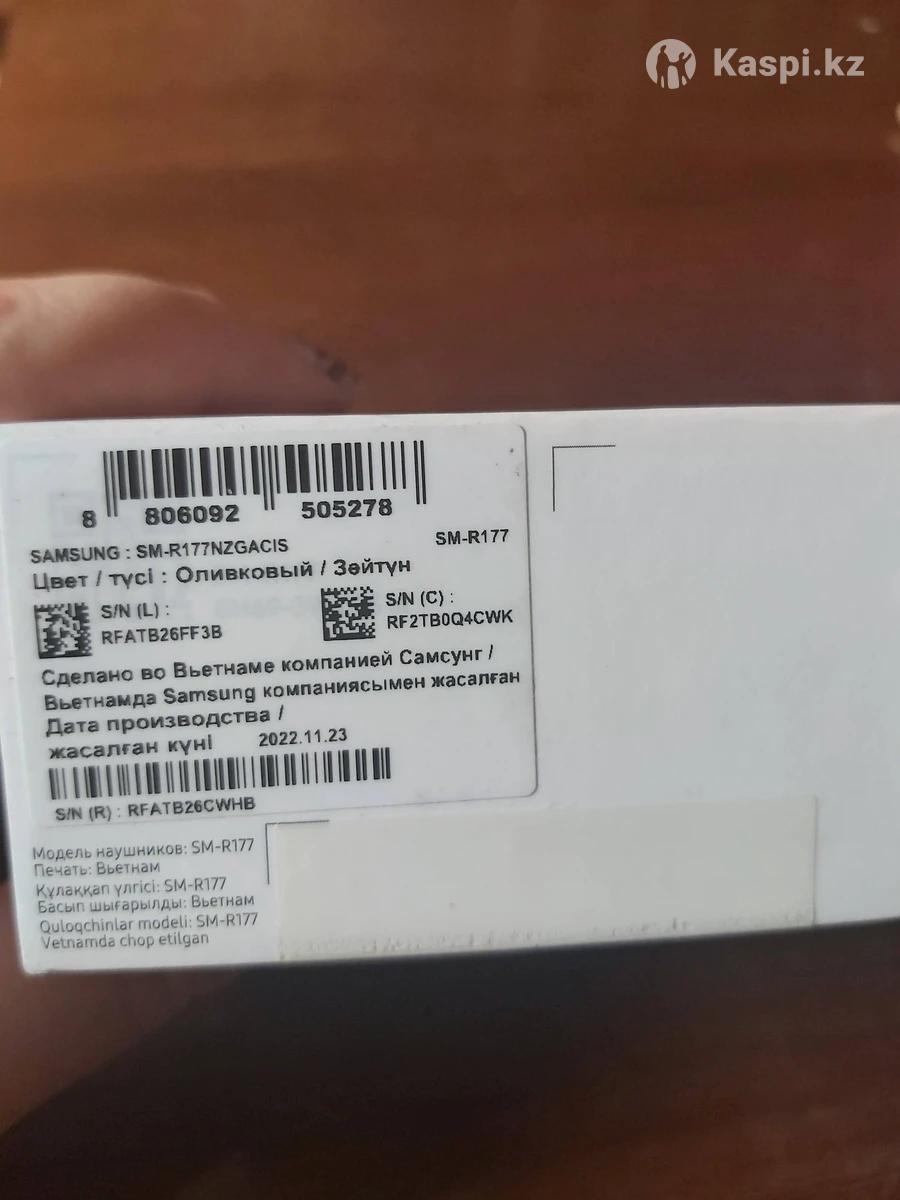 Kaspi.kz
8 806092 505278
SAMSUNG : SM-R177NZGACIS SM-R177
Цвет / түсі : Оливковый / Зәйтүн
S/N (L) :
RFATB26FF3B
S/N (C) :
RF2TB0Q4CWK
Сделано во Вьетнаме компанией Самсунг /
Вьетнамда Samsung компаниясымен жасалған
Дата производства /
жасалған күні 2022.11.23
S/N (R) : RFATB26CWHB
Модель наушников: SM-R177
Печать: Вьетнам
Құлаққап үлгісі: SM-R177
Басып шығарылды: Вьетнам
Quloqchinlar modeli: SM-R177
Vetnamda chop etilgan